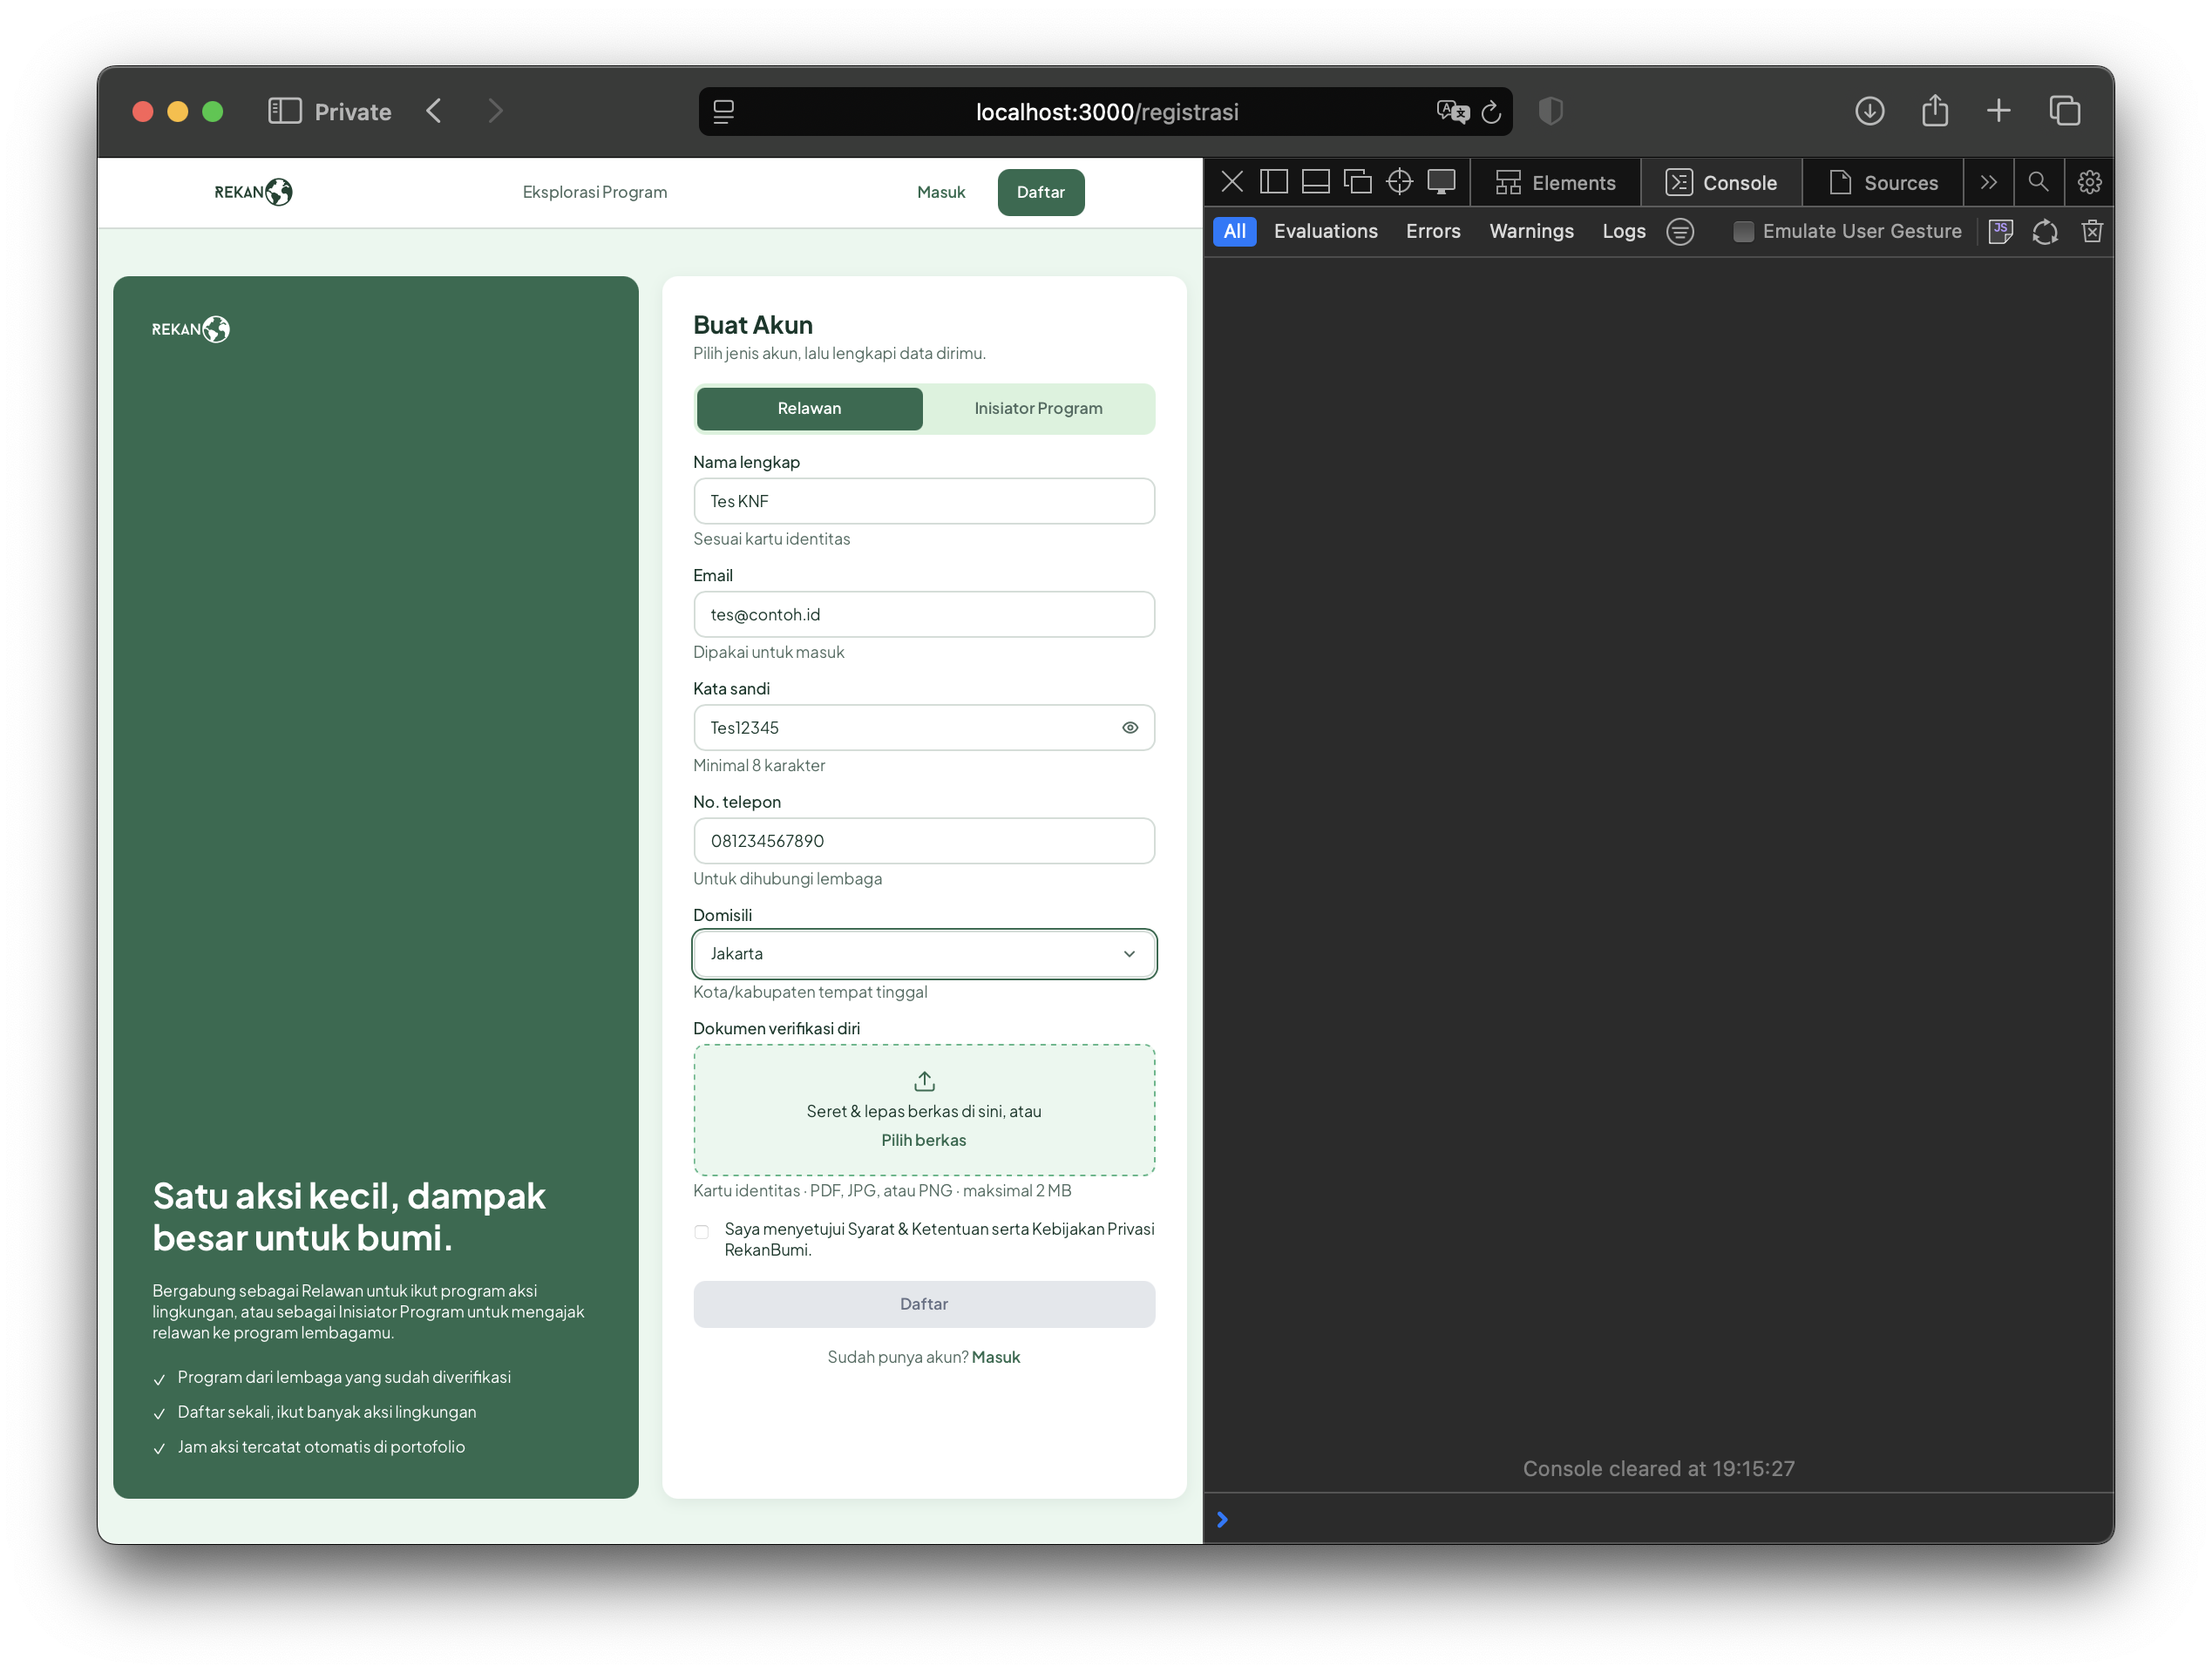 Private
localhost:3000/registrasi
REKAN
Eksplorasi Program
Masuk
Daftar
REKAN
Satu aksi kecil, dampak
besar untuk bumi.
Bergabung sebagai Relawan untuk ikut program aksi
lingkungan, atau sebagai Inisiator Program untuk mengajak
relawan ke program lembagamu.
Program dari lembaga yang sudah diverifikasi
Daftar sekali, ikut banyak aksi lingkungan
Jam aksi tercatat otomatis di portofolio
Buat Akun
Pilih jenis akun, lalu lengkapi data dirimu.
Relawan
Inisiator Program
Nama lengkap
Tes KNF
Sesuai kartu identitas
Email
tes@contoh.id
Dipakai untuk masuk
Kata sandi
Tes12345
Minimal 8 karakter
No. telepon
081234567890
Untuk dihubungi lembaga
Domisili
Jakarta
Kota/kabupaten tempat tinggal
Dokumen verifikasi diri
Seret & lepas berkas di sini, atau
Pilih berkas
Kartu identitas · PDF, JPG, atau PNG · maksimal 2 MB
Saya menyetujui Syarat & Ketentuan serta Kebijakan Privasi
RekanBumi.
Daftar
Sudah punya akun? Masuk
Elements
Console
Sources
All
Evaluations
Errors
Warnings
Logs
Emulate User Gesture
JS
Console cleared at 19:15:27